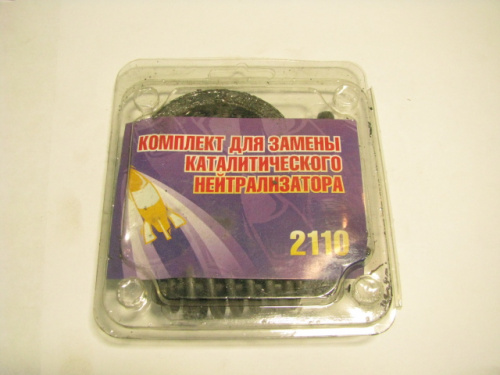 КОМПЛЕКТ ДЛЯ ЗАМЕНЫ
КАТАЛИТИЧЕСКОГО
НЕЙТРАЛИЗАТОРА
2110